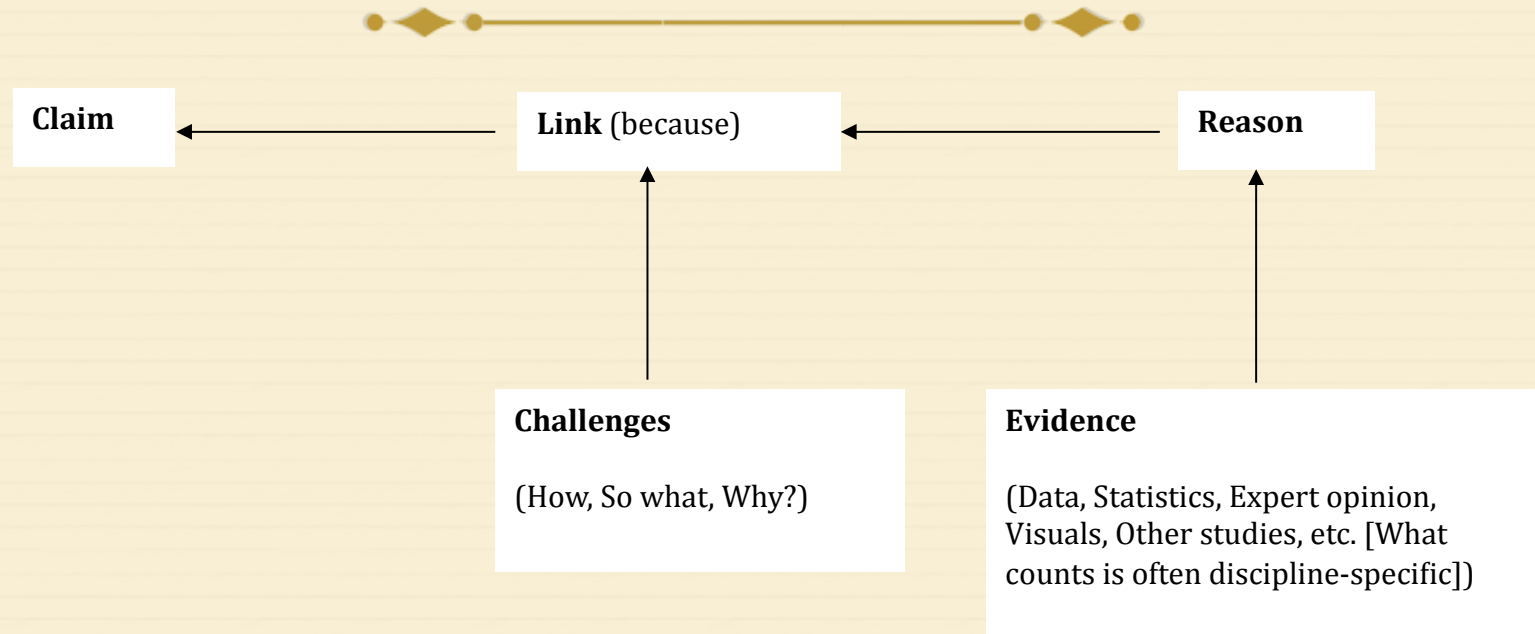 Claim
Link (because)
Reason
Challenges
(How, So what, Why?)
Evidence
(Data, Statistics, Expert opinion,
Visuals, Other studies, etc. [What
counts is often discipline-specific])